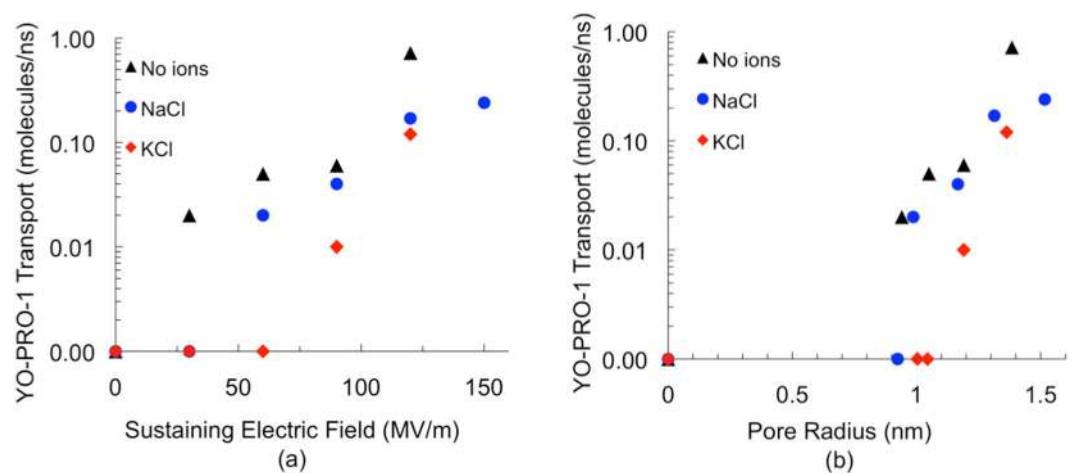 YO-PRO-1 Transport (molecules/ns)
1.00
0.10
0.01
0.00
No ions
NaCl
KCl
0 50 100 150
Sustaining Electric Field (MV/m)
(a)
YO-PRO-1 Transport (molecules/ns)
1.00
0.10
0.01
0.00
No ions
NaCl
KCl
0 0.5 1 1.5
Pore Radius (nm)
(b)